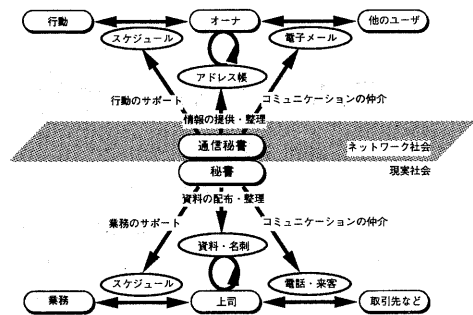 行動
オーナ
他のユーザ
スケジュール
電子メール
アドレス帳
行動のサポート
コミュニケーションの仲介
情報の提供・整理
通信秘書
ネットワーク社会
秘書
現実社会
資料の配布・整理
業務のサポート
コミュニケーションの仲介
資料・名刺
スケジュール
電話・来客
業務
上司
取引先など